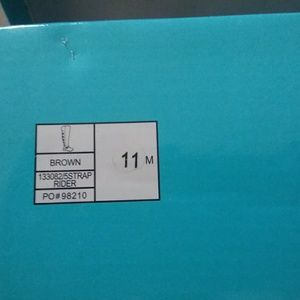 BROWN
133082/5STRAP
RIDER
PO#98210
11 M